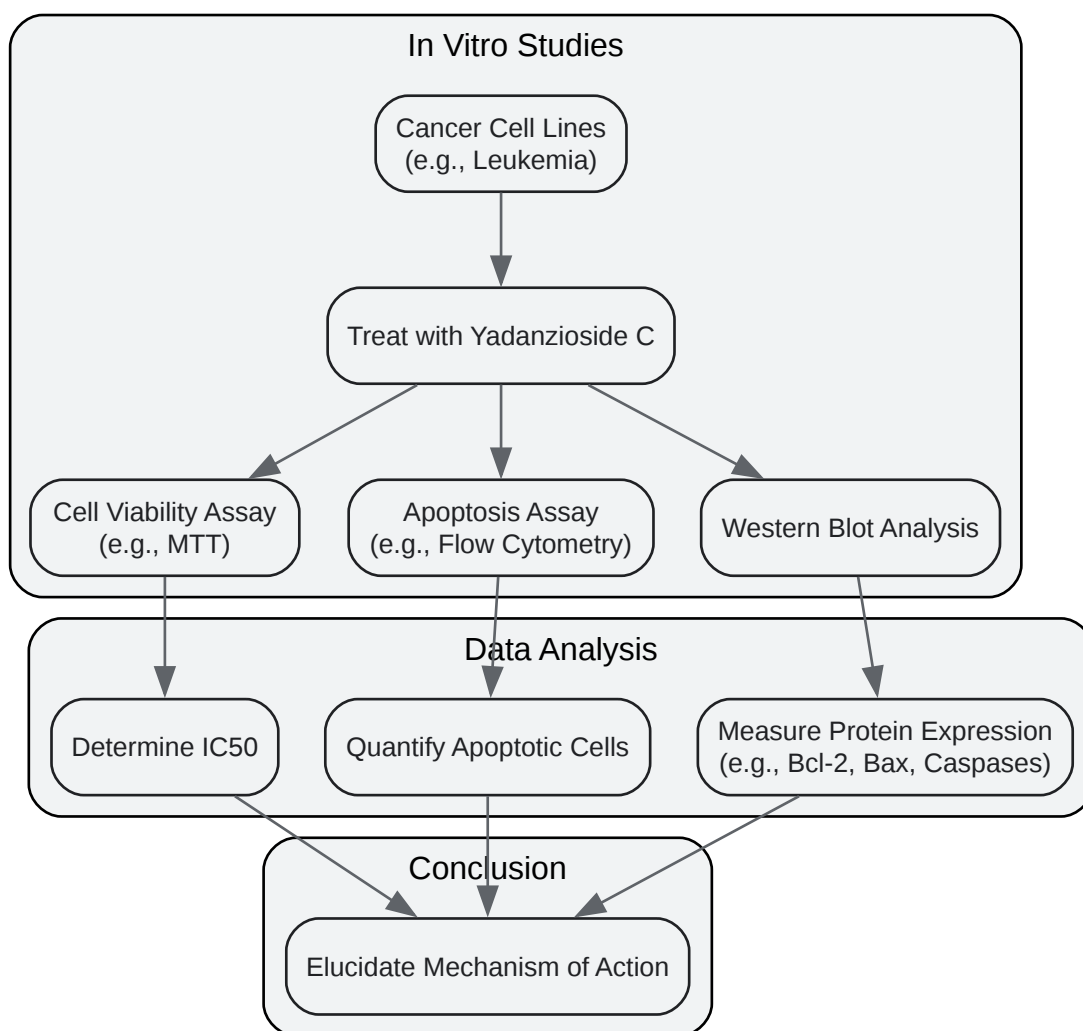 In Vitro Studies
Cancer Cell Lines
(e.g., Leukemia)
Treat with Yadanzioside C
Cell Viability Assay
(e.g., MTT)
Apoptosis Assay
(e.g., Flow Cytometry)
Western Blot Analysis
Data Analysis
Determine IC50
Quantify Apoptotic Cells
Measure Protein Expression
(e.g., Bcl-2, Bax, Caspases)
Conclusion
Elucidate Mechanism of Action